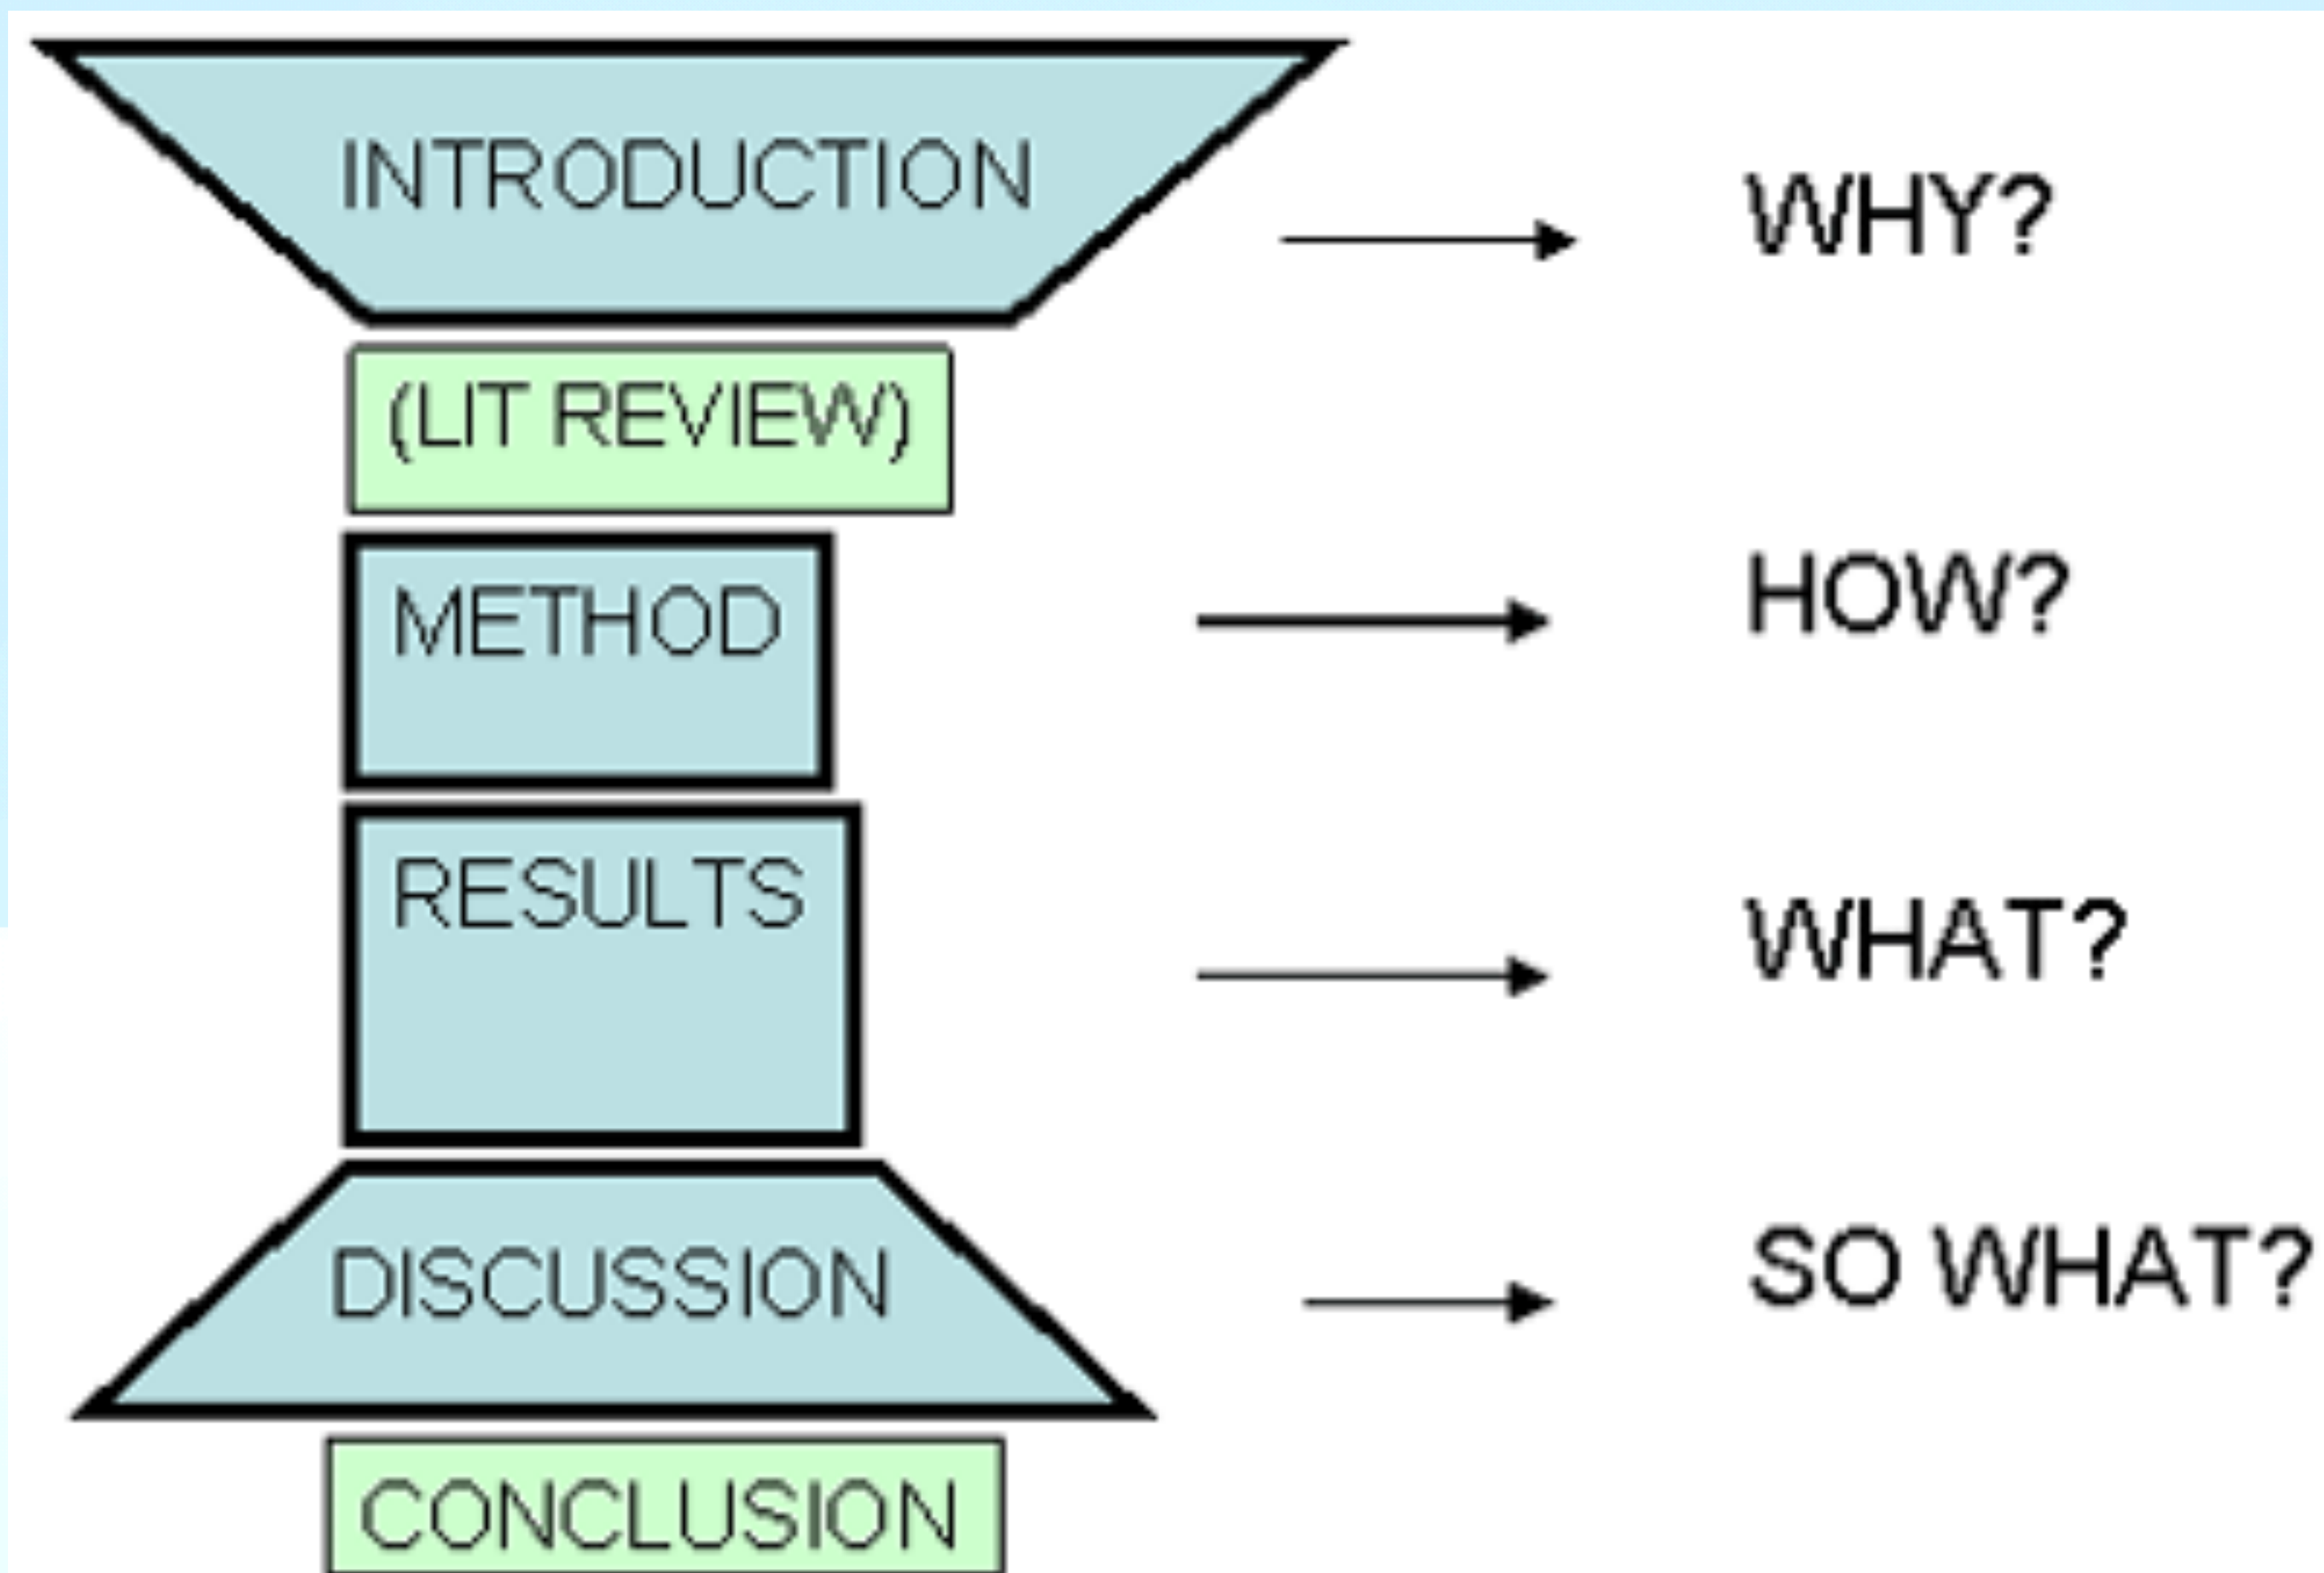 INTRODUCTION
WHY?
(LIT REVIEW)
METHOD
HOW?
RESULTS
WHAT?
DISCUSSION
SO WHAT?
CONCLUSION